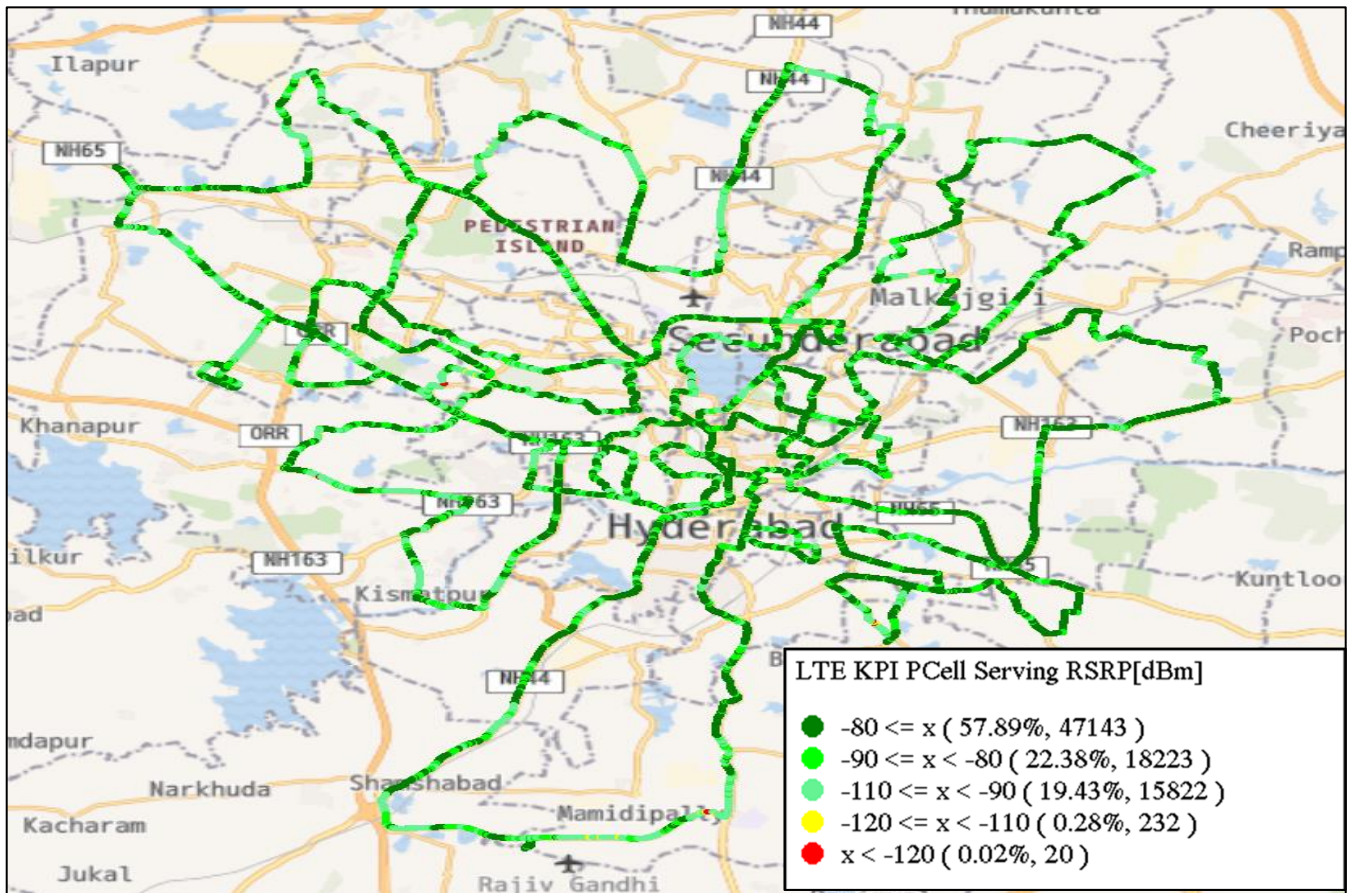 NH44
Ilapur
NH44
Cheeriya
NH65
NH44
PEDESTRIAN
ISLAND
Ramp
Malkajgiri
Secunderabad
Poch
Khanapur
ORR
NH163
NH163
Hyderabad
ilkur
NH163
Kismatpur
Kuntloo
bad
NH44
mdapur
Shamshabad
Narkhuda
Mamidipally
Kacharam
Jukal
Rajiv Gandhi
LTE KPI PCell Serving RSRP[dBm]
-80 <= x ( 57.89%, 47143 )
-90 <= x < -80 ( 22.38%, 18223 )
-110 <= x < -90 ( 19.43%, 15822 )
-120 <= x < -110 ( 0.28%, 232 )
x < -120 ( 0.02%, 20 )